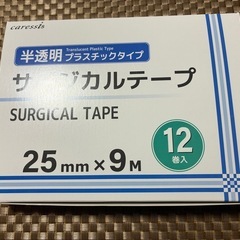 caressis
半透明
Translucent Plastic Type
プラスチックタイプ
サージカルテープ
SURGICAL TAPE
12
巻入
25mm×9M